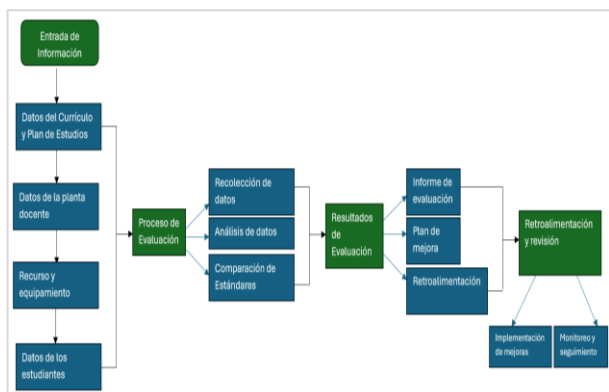 Entrada de
Información
Datos del Currículo
y Plan de Estudios
Datos de la planta
docente
Recurso y
equipamiento
Datos de los
estudiantes
Proceso de
Evaluación
Recolección de
datos
Análisis de datos
Comparación de
Estándares
Resultados
de
Evaluación
Informe de
evaluación
Plan de
mejora
Retroalimentación
Retroalimentación
y revisión
Implementación
de mejoras
Monitoreo y
seguimiento